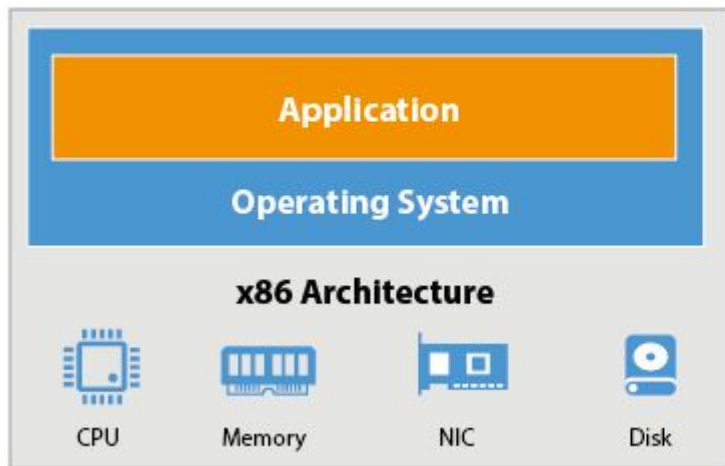 Application
Operating System
x86 Architecture
CPU Memory NIC Disk